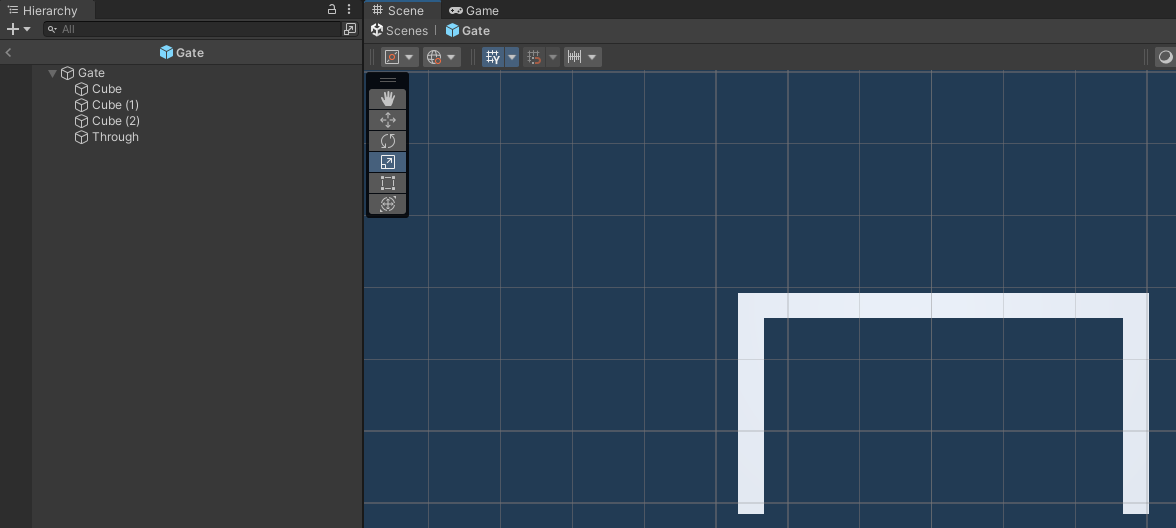 Hierarchy
All
Gate
Gate
Cube
Cube (1)
Cube (2)
Through
Scene
Game
Scenes
Gate